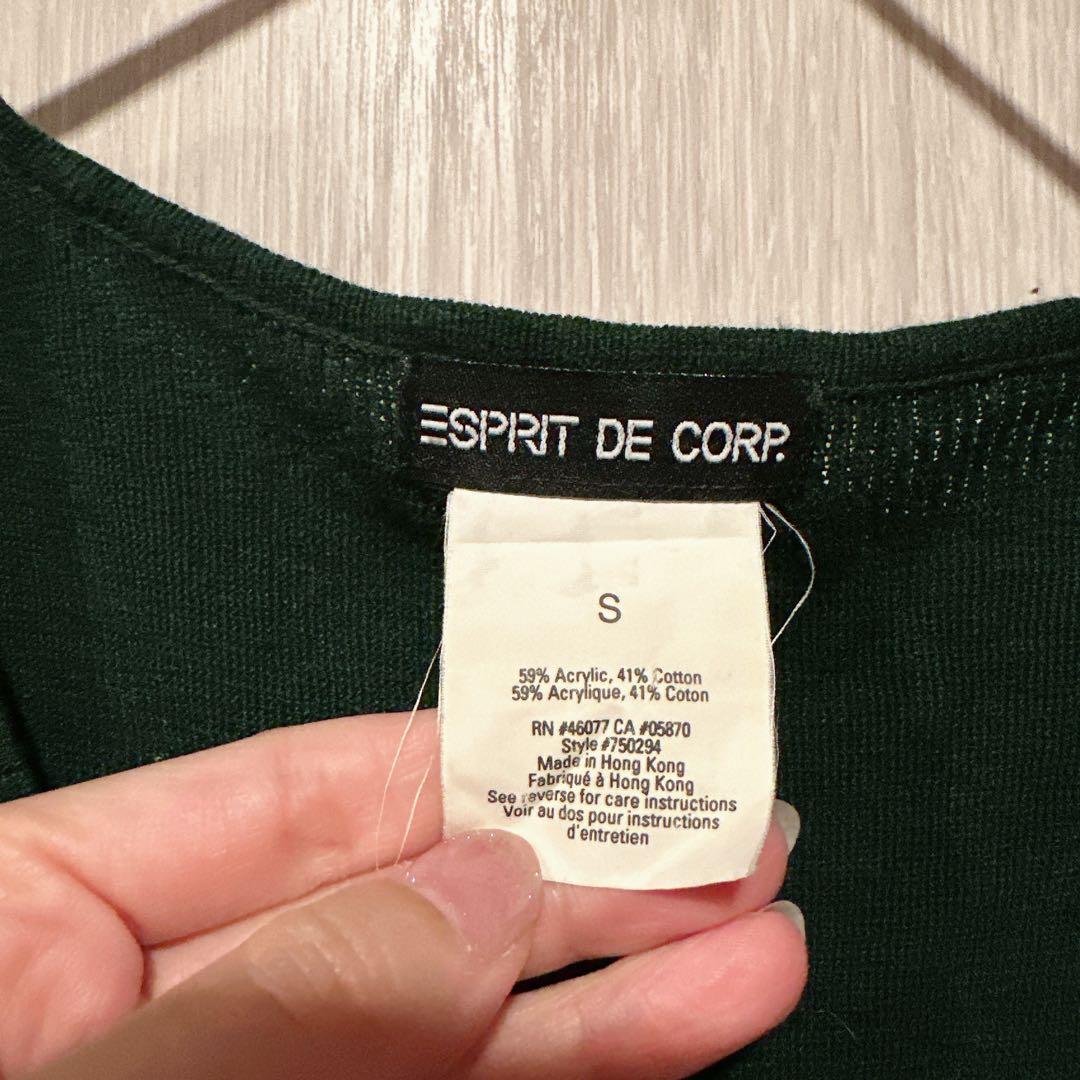 ESPRIT DE CORP.
S
59% Acrylic, 41% Cotton
59% Acrylique, 41% Coton
RN #46077 CA #05870
Style #750294
Made in Hong Kong
Fabriqué à Hong Kong
See reverse for care instructions
Voir au dos pour instructions
d'entretien